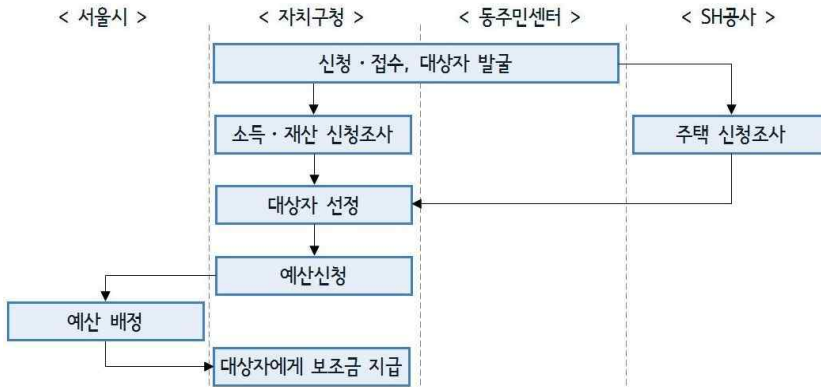 < 서울시 > < 자치구청 > < 동주민센터 > < SH공사 >
신청・접수, 대상자 발굴
소득・재산 신청조사 주택 신청조사
대상자 선정
예산신청
예산 배정
대상자에게 보조금 지급